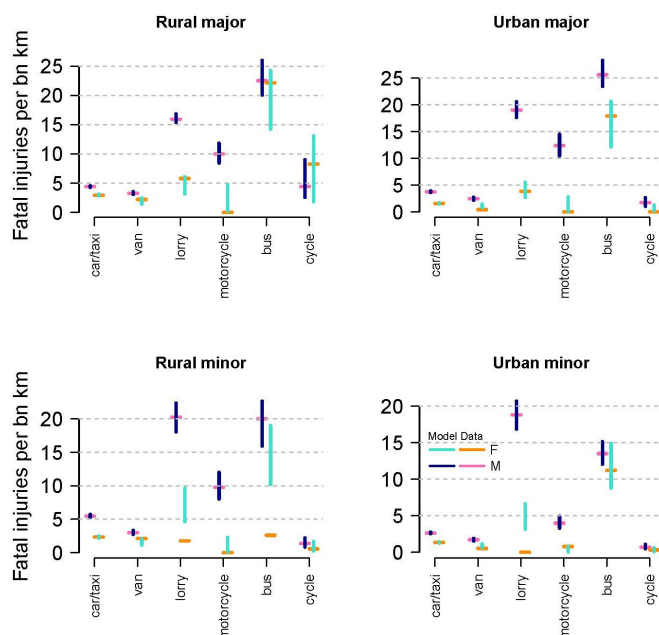 Rural major
Urban major
Fatal injuries per bn km
25
20
15
10
5
0
car/taxi
van
lorry
motorcycle
bus
cycle
25
20
15
10
5
0
car/taxi
van
lorry
motorcycle
bus
cycle
Rural minor
Urban minor
Fatal injuries per bn km
20
15
10
5
0
car/taxi
van
lorry
motorcycle
bus
cycle
20
15
10
5
0
Model Data
F
M
car/taxi
van
lorry
motorcycle
bus
cycle